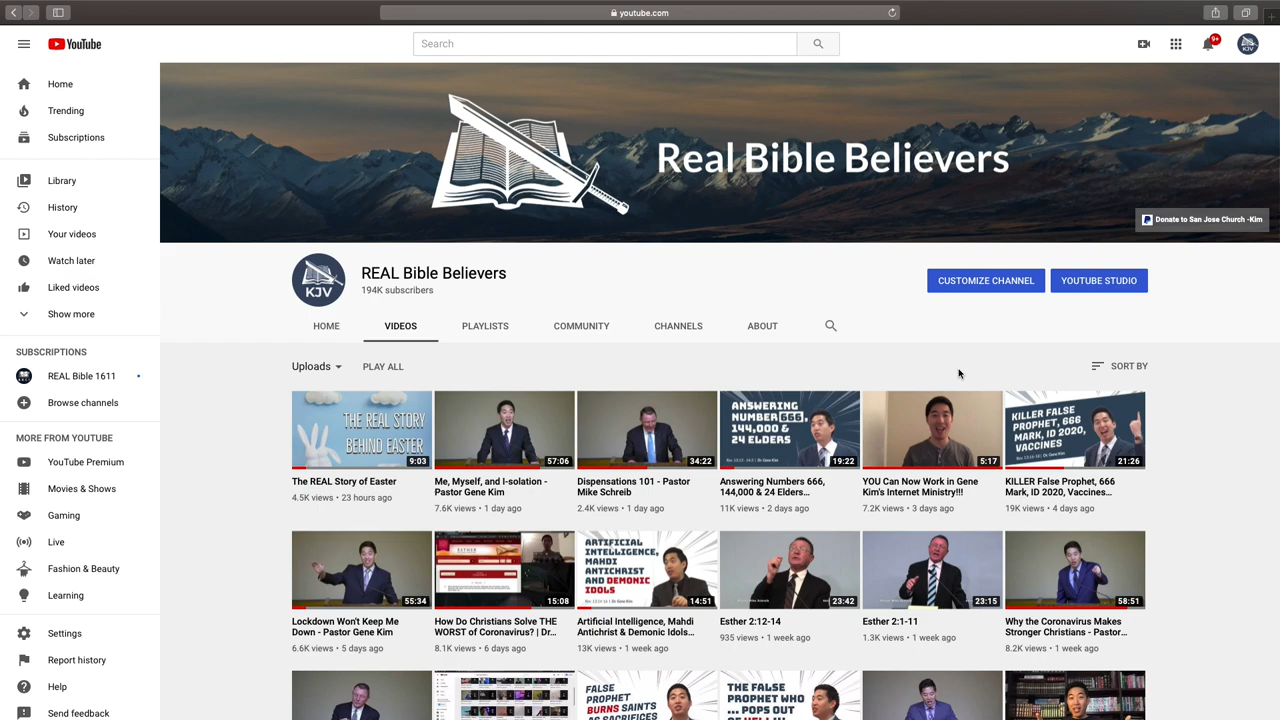 youtube.com
YouTube
Search
9+
KJV
Home
Trending
Subscriptions
Library
History
Your videos
Watch later
Liked videos
Show more
SUBSCRIPTIONS
REAL Bible 1611
Browse channels
MORE FROM YOUTUBE
YouTube Premium
Movies & Shows
Gaming
Live
Fashion & Beauty
Learning
Settings
Report history
Help
Send feedback
Real Bible Believers
Donate to San Jose Church -Kim
KJV
REAL Bible Believers
194K subscribers
CUSTOMIZE CHANNEL
YOUTUBE STUDIO
HOME VIDEOS PLAYLISTS COMMUNITY CHANNELS ABOUT
Uploads PLAY ALL
SORT BY
THE REAL STORY
BEHIND EASTER
9:03
The REAL Story of Easter
4.5K views • 23 hours ago
57:06
Me, Myself, and I-solation -
Pastor Gene Kim
7.6K views • 1 day ago
34:22
Dispensations 101 - Pastor
Mike Schreib
2.4K views • 1 day ago
ANSWERING
NUMBER 666,
144,000 &
24 ELDERS
19:22
Answering Numbers 666,
144,000 & 24 Elders...
11K views • 2 days ago
5:17
YOU Can Now Work in Gene
Kim's Internet Ministry!!!
7.2K views • 3 days ago
KILLER FALSE
PROPHET, 666
MARK, ID 2020,
VACCINES
21:26
KILLER False Prophet, 666
Mark, ID 2020, Vaccines...
19K views • 4 days ago
55:34
Lockdown Won't Keep Me
Down - Pastor Gene Kim
6.6K views • 5 days ago
15:08
How Do Christians Solve THE
WORST of Coronavirus? | Dr...
8.1K views • 6 days ago
ARTIFICIAL
INTELLIGENCE,
MAHDI
ANTICHRIST
AND DEMONIC
IDOLS
14:51
Artificial Intelligence, Mahdi
Antichrist & Demonic Idols...
13K views • 1 week ago
23:42
Esther 2:12-14
935 views • 1 week ago
23:15
Esther 2:1-11
1.3K views • 1 week ago
58:51
Why the Coronavirus Makes
Stronger Christians - Pastor...
8.2K views • 1 week ago
FALSE
PROPHET
BURNS SAINTS
AS SACRIFICES
THE FALSE
PROPHET WHO
... POPS OUT